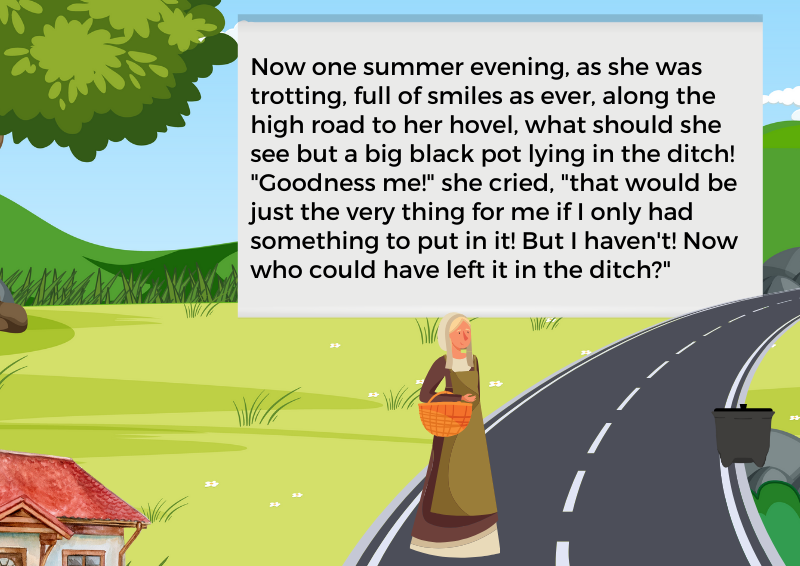 Now one summer evening, as she was
trotting, full of smiles as ever, along the
high road to her hovel, what should she
see but a big black pot lying in the ditch!
"Goodness me!" she cried, "that would be
just the very thing for me if I only had
something to put in it! But I haven't! Now
who could have left it in the ditch?"